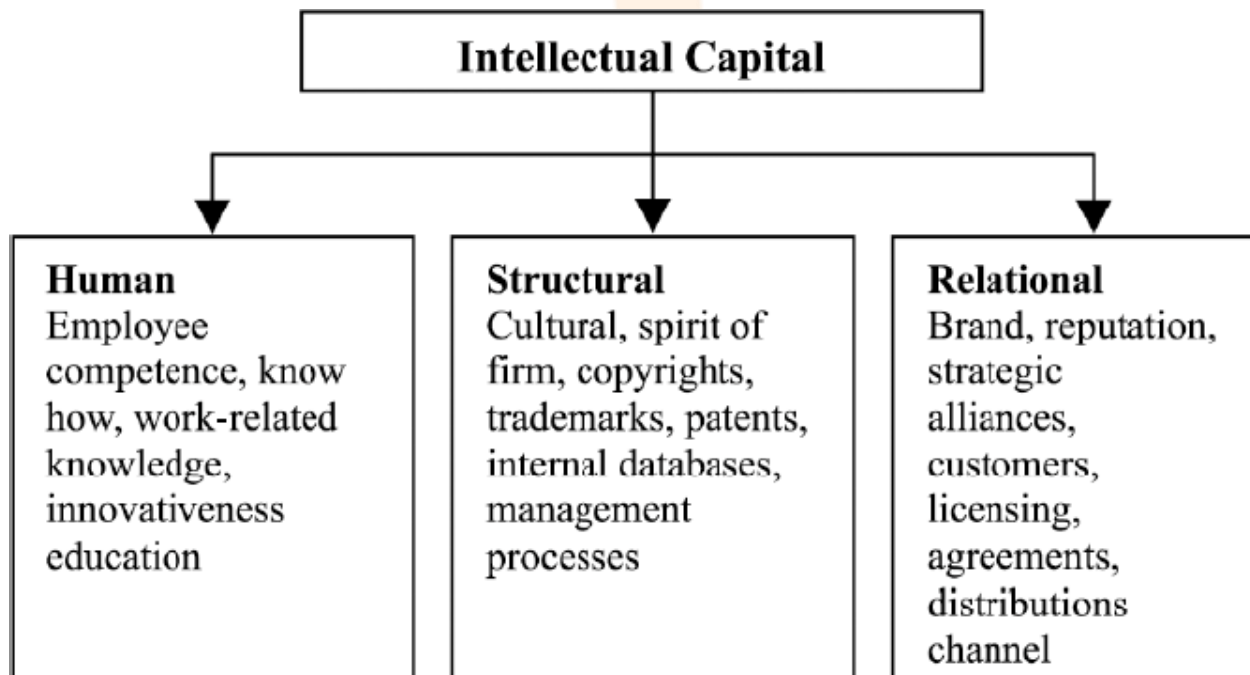 Intellectual Capital
Human
Employee
competence, know
how, work-related
knowledge,
innovativeness
education
Structural
Cultural, spirit of
firm, copyrights,
trademarks, patents,
internal databases,
management
processes
Relational
Brand, reputation,
strategic
alliances,
customers,
licensing,
agreements,
distributions
channel